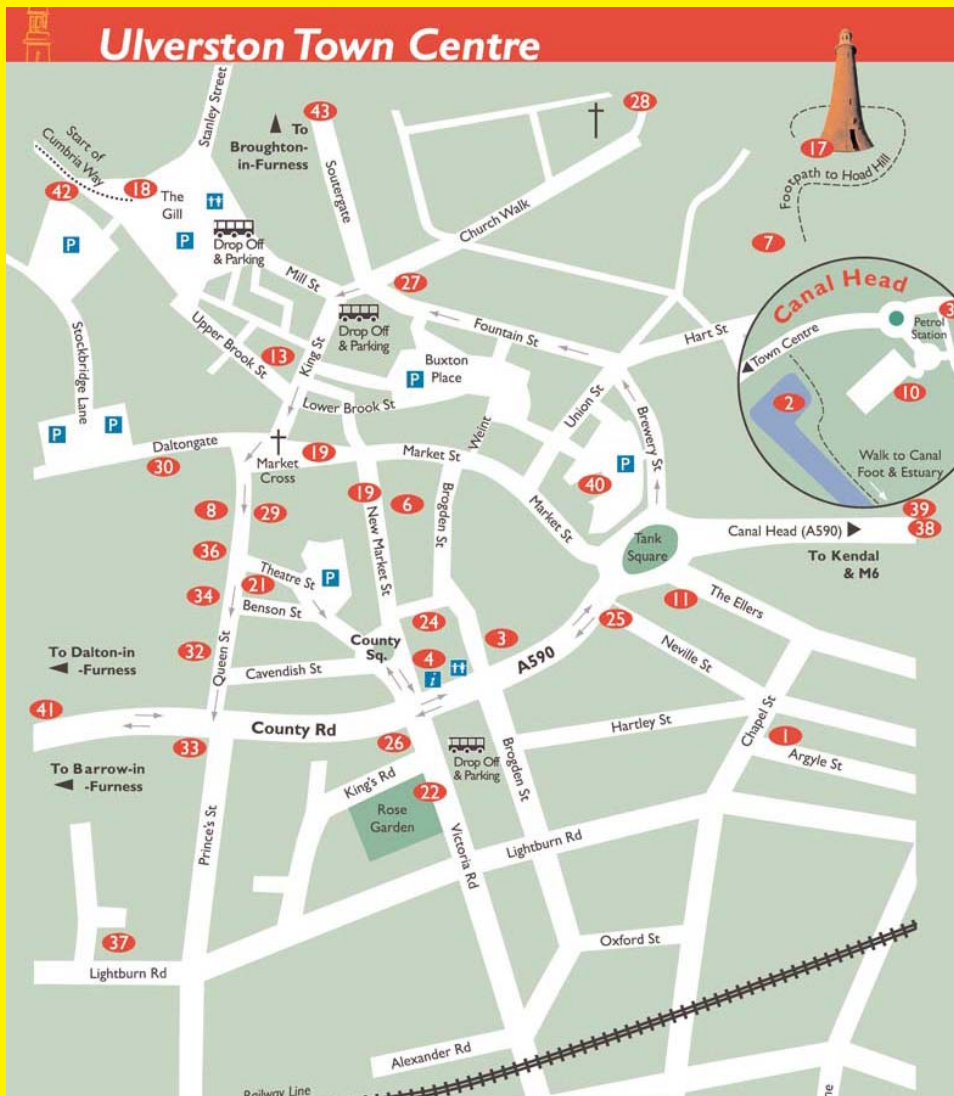 Ulverston Town Centre
Stanley Street
43
To
Broughton-
in-Furness
28
17
Footpath to Hoad Hill
Start of
Cumbria Way
42
18
The
Gill
P
P
Drop Off
& Parking
Soutergate
Church Walk
7
Mill St
27
Canal Head
3
Petrol
Station
Town Centre
10
2
Walk to Canal
Foot & Estuary
Stockbridge Lane
Upper Brook St
13
King St
Drop Off
& Parking
Fountain St
Hart St
Buxton
Place
P
Lower Brook St
Union St
Brewery St
Weint
P
P
Daltongate
30
Market
Cross
19
Market St
P
40
19
6
New Market St
Brogden St
Market St
39
38
8
29
Tank
Square
Canal Head (A590)
To Kendal
& M6
36
Theatre St
P
21
34
Benson St
The Ellers
11
24
25
County
Sq.
3
A590
Neville St
To Dalton-in
-Furness
32
Queen St
Cavendish St
4
i
41
County Rd
33
26
Drop Off
& Parking
Hartley St
Chapel St
1
Argyle St
To Barrow-in
-Furness
King's Rd
22
Rose
Garden
Brogden St
Prince's St
Victoria Rd
Lightburn Rd
37
Lightburn Rd
Oxford St
Alexander Rd
Railway Line
ne